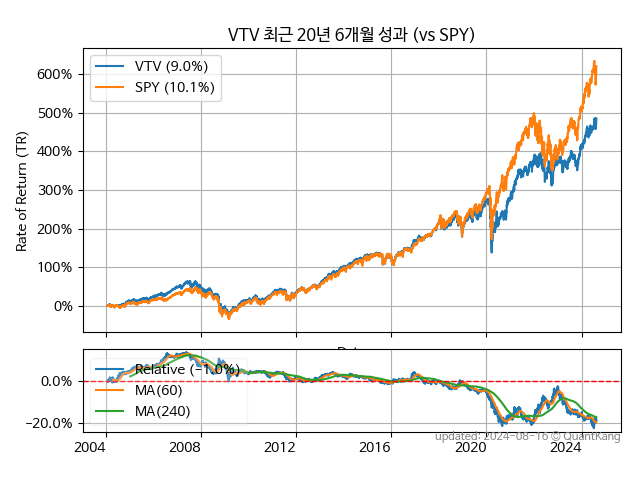 VTV 최근 20년 6개월 성과 (vs SPY)
VTV (9.0%)
SPY (10.1%)
600%
500%
400%
300%
200%
100%
0%
Rate of Return (TR)
Relative (−1.0%)
MA(60)
MA(240)
0.0%
−20.0%
2004
2008
2012
2016
2020
2024
updated: 2024-08-16 © QuantKang